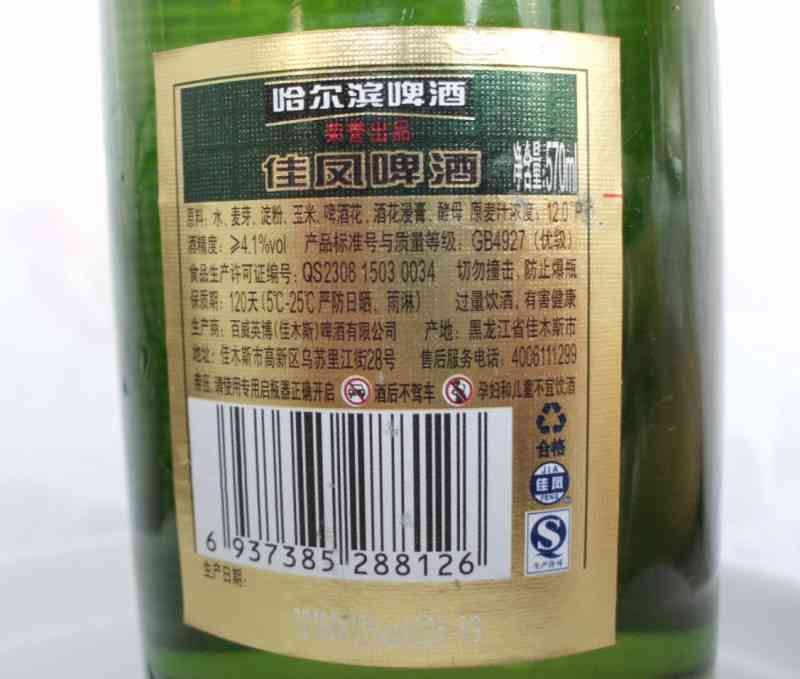 哈尔滨啤酒
荣誉出品
佳凤啤酒 净含量:570ml
原料: 水、麦芽、淀粉、玉米、啤酒花、酒花浸膏、酵母 原麦汁浓度: 12.0°P
酒精度: ≥4.1%vol 产品标准号与质量等级: GB4927 (优级)
食品生产许可证编号: QS2308 1503 0034 切勿撞击、防止爆瓶
保质期: 120天(5℃-25℃严防日晒、雨淋) 过量饮酒, 有害健康
生产商: 百威英博(佳木斯)啤酒有限公司 产地: 黑龙江省佳木斯市
地址: 佳木斯市高新区乌苏里江街28号 售后服务电话: 4006111299
请使用专用启瓶器正确开启 酒后不驾车 孕妇和儿童不宜饮酒
合格
JIA
佳凤
FENG
S
生产许可
6 937385 288126
生产日期: